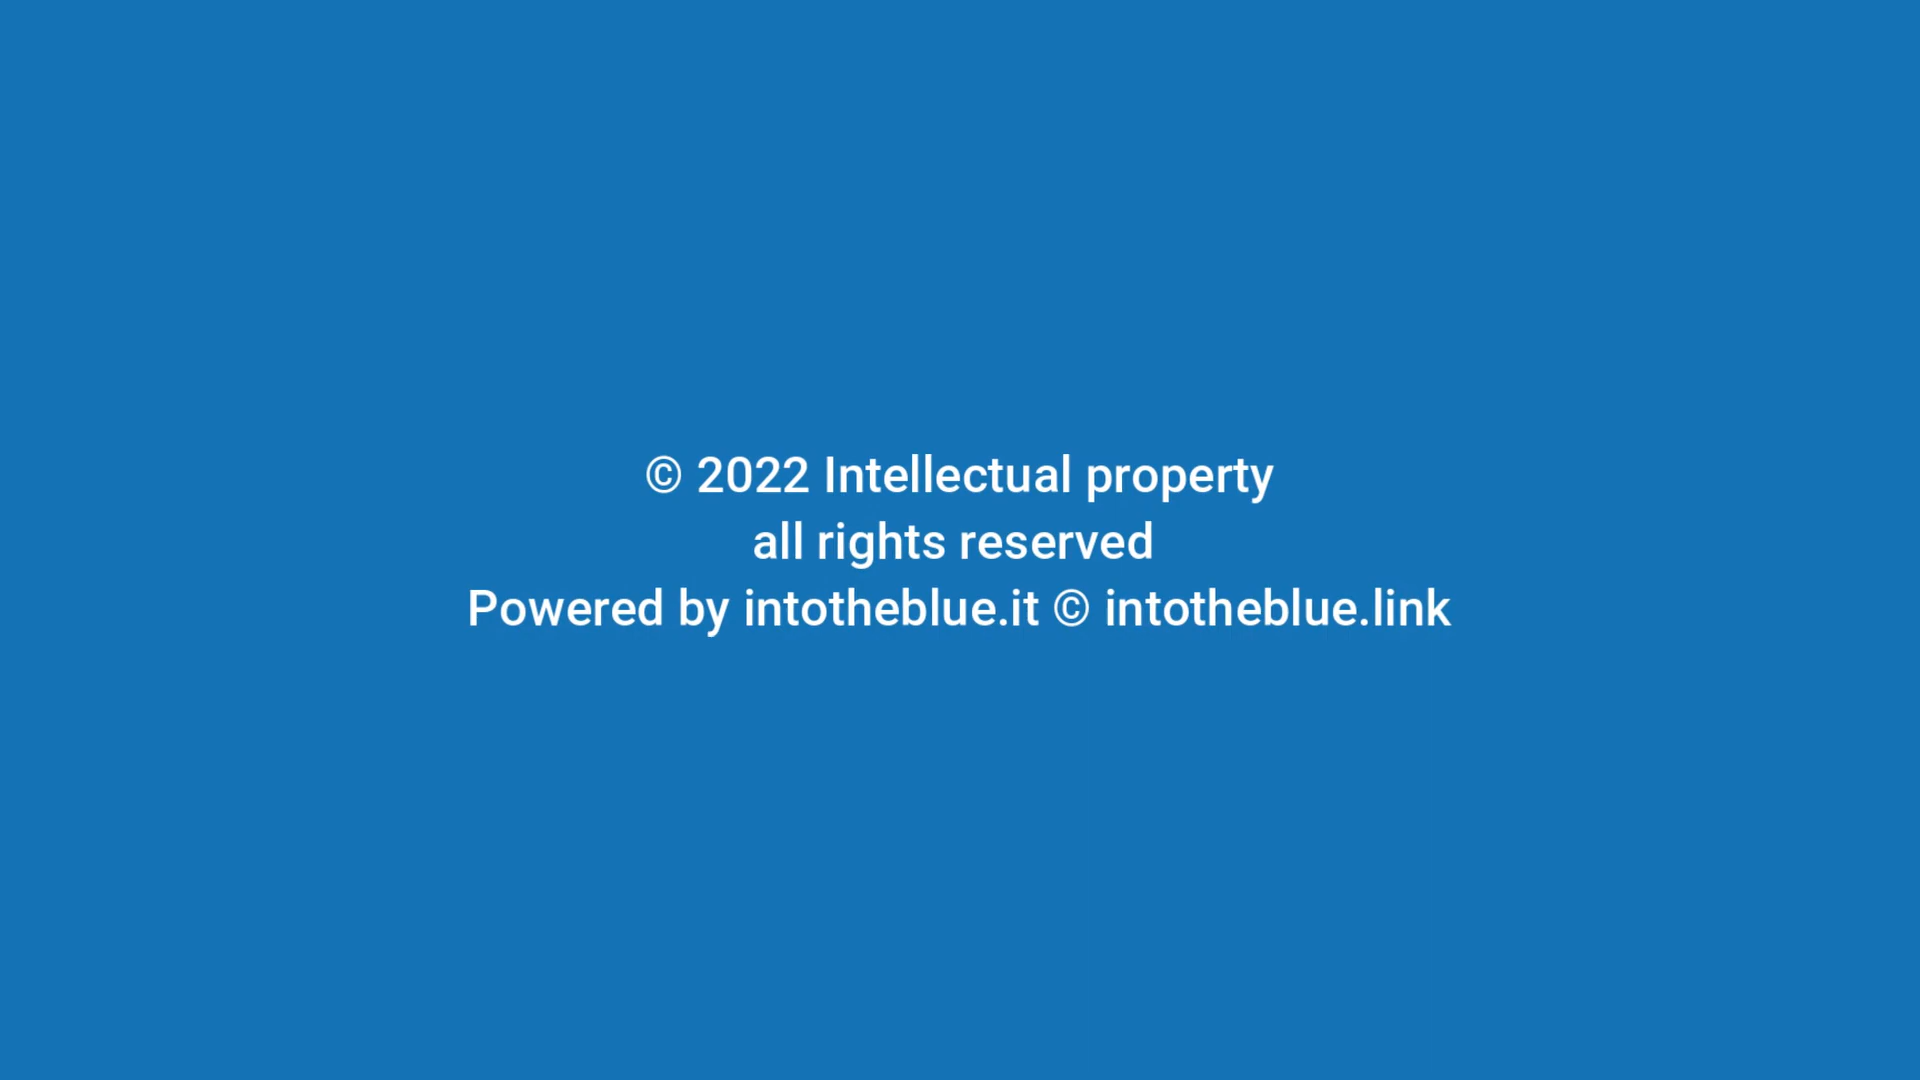 © 2022 Intellectual property
all rights reserved
Powered by intotheblue.it © intotheblue.link